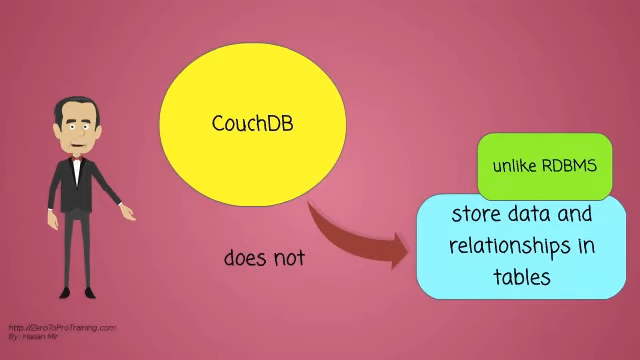 CouchDB
unlike RDBMS
does not
store data and
relationships in
tables
http://ZeroToProTraining.com
By: Hasan Mir